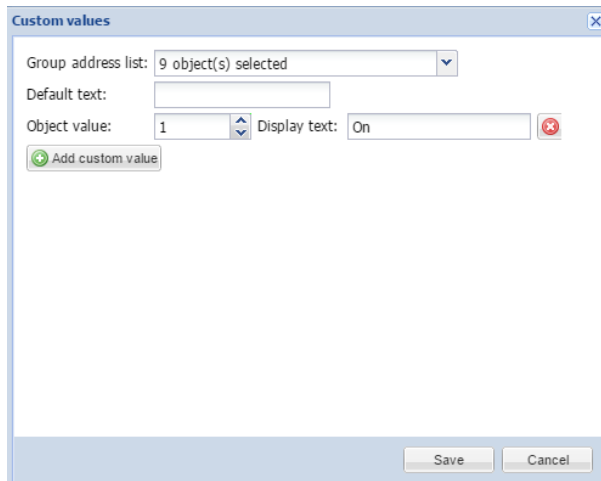 Custom values
Group address list: 9 object(s) selected
Default text:
Object value: 1 Display text: On
Add custom value
Save Cancel